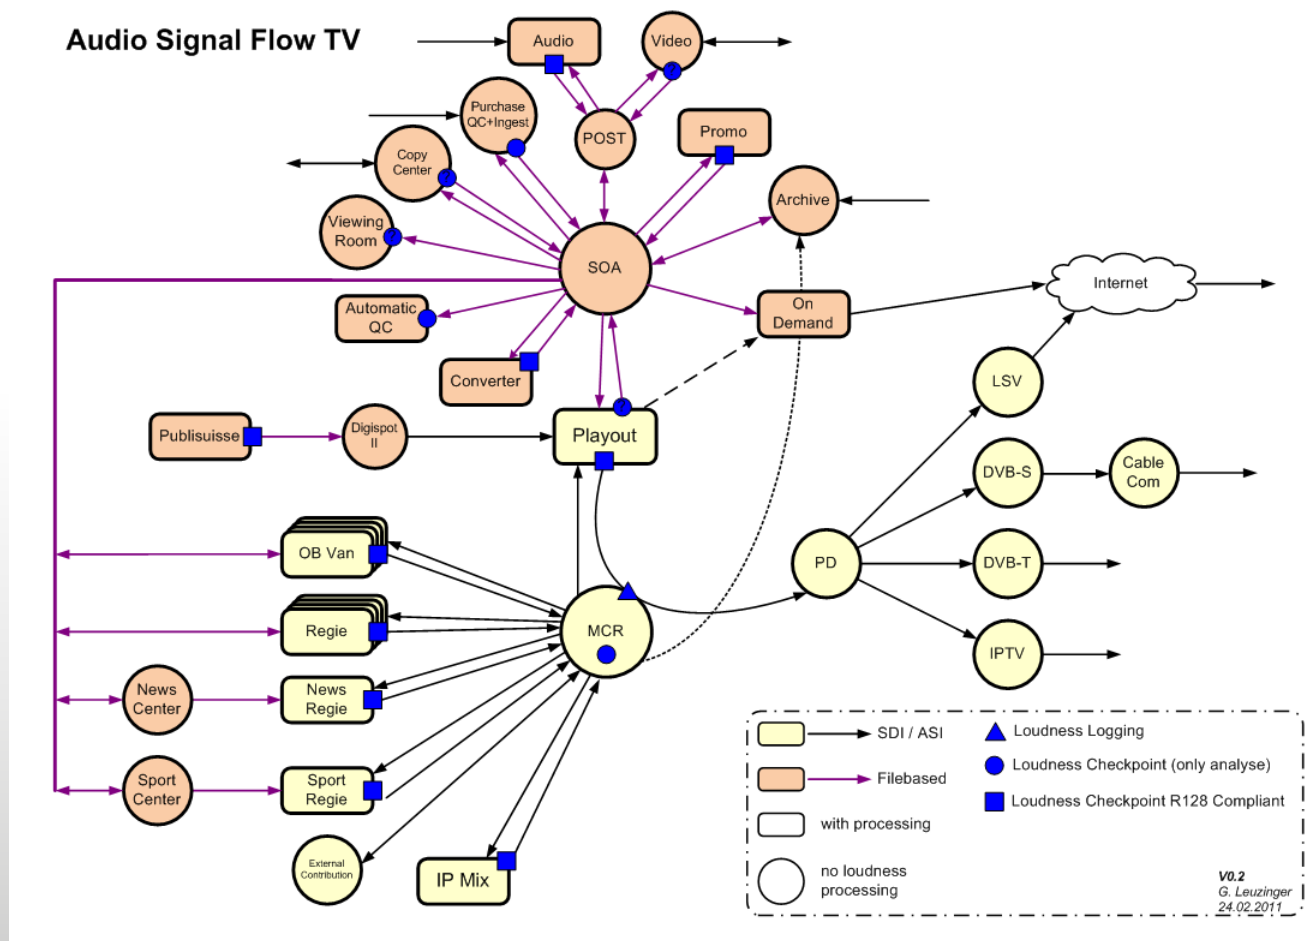 Audio Signal Flow TV
Audio
Video
Purchase
QC+Ingest
POST
Promo
Copy
Center
?
?
Archive
Viewing
Room
?
SOA
Internet
Automatic
QC
On
Demand
Converter
LSV
?
Publisuisse
Digispot
II
Playout
DVB-S
Cable
Com
OB Van
PD
DVB-T
Regie
MCR
IPTV
News
Center
News
Regie
Sport
Center
Sport
Regie
External
Contribution
IP Mix
SDI / ASI
Filebased
with processing
no loudness
processing
Loudness Logging
Loudness Checkpoint (only analyse)
Loudness Checkpoint R128 Compliant
V0.2
G. Leuzinger
24.02.2011